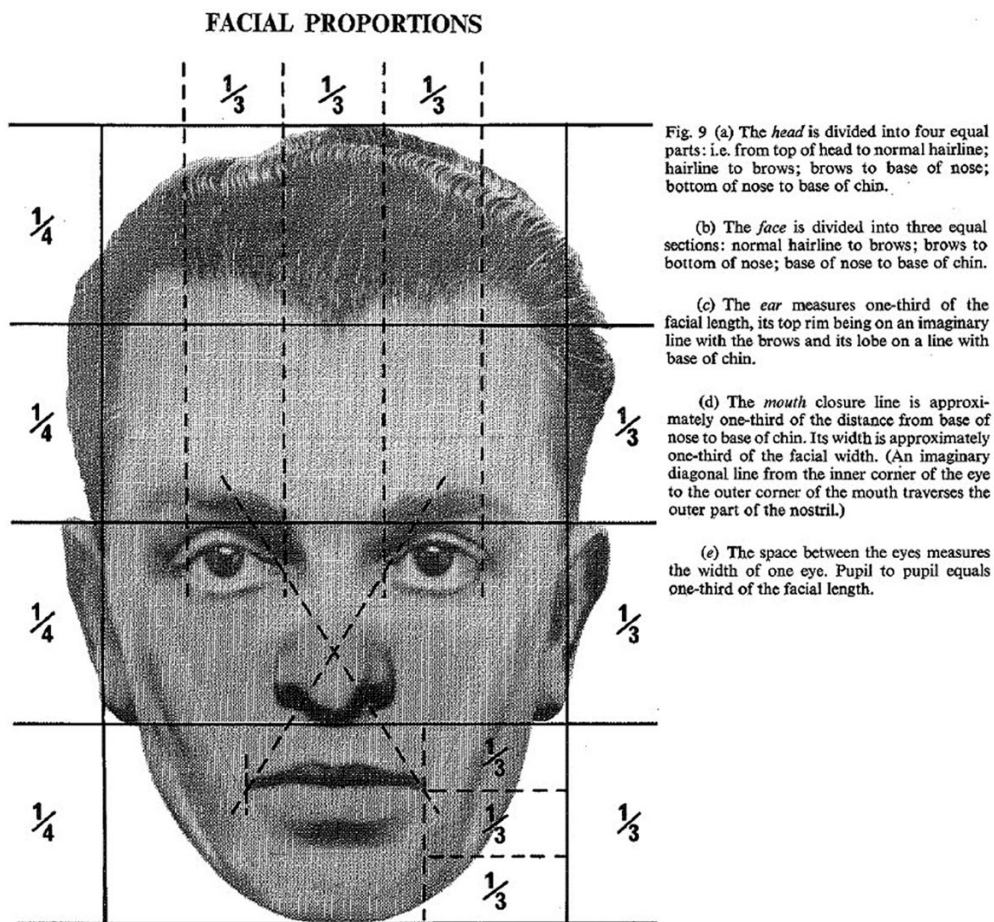 FACIAL PROPORTIONS
1/3 1/3 1/3
1/4
1/4
1/3
1/4
1/3
1/3
1/4
1/3
1/3
1/3
Fig. 9 (a) The head is divided into four equal
parts: i.e. from top of head to normal hairline;
hairline to brows; brows to base of nose;
bottom of nose to base of chin.
(b) The face is divided into three equal
sections: normal hairline to brows; brows to
bottom of nose; base of nose to base of chin.
(c) The ear measures one-third of the
facial length, its top rim being on an imaginary
line with the brows and its lobe on a line with
base of chin.
(d) The mouth closure line is approxi-
mately one-third of the distance from base of
nose to base of chin. Its width is approximately
one-third of the facial width. (An imaginary
diagonal line from the inner corner of the eye
to the outer corner of the mouth traverses the
outer part of the nostril.)
(e) The space between the eyes measures
the width of one eye. Pupil to pupil equals
one-third of the facial length.